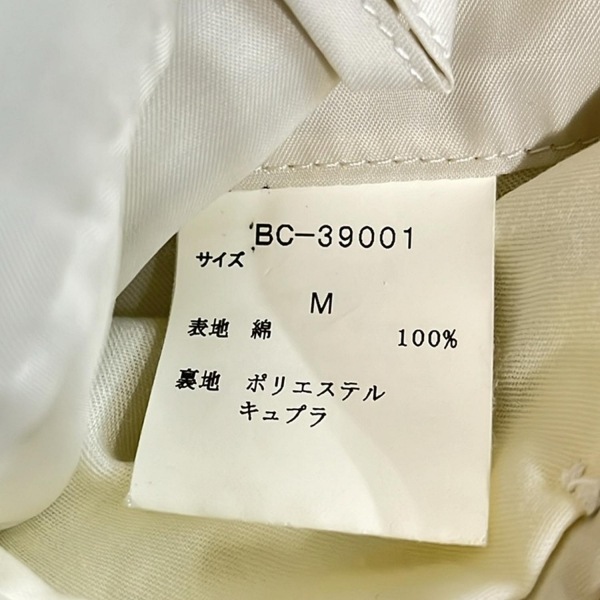 BC-39001
サイズ
M
表地 綿 100%
裏地 ポリエステル
キュプラ